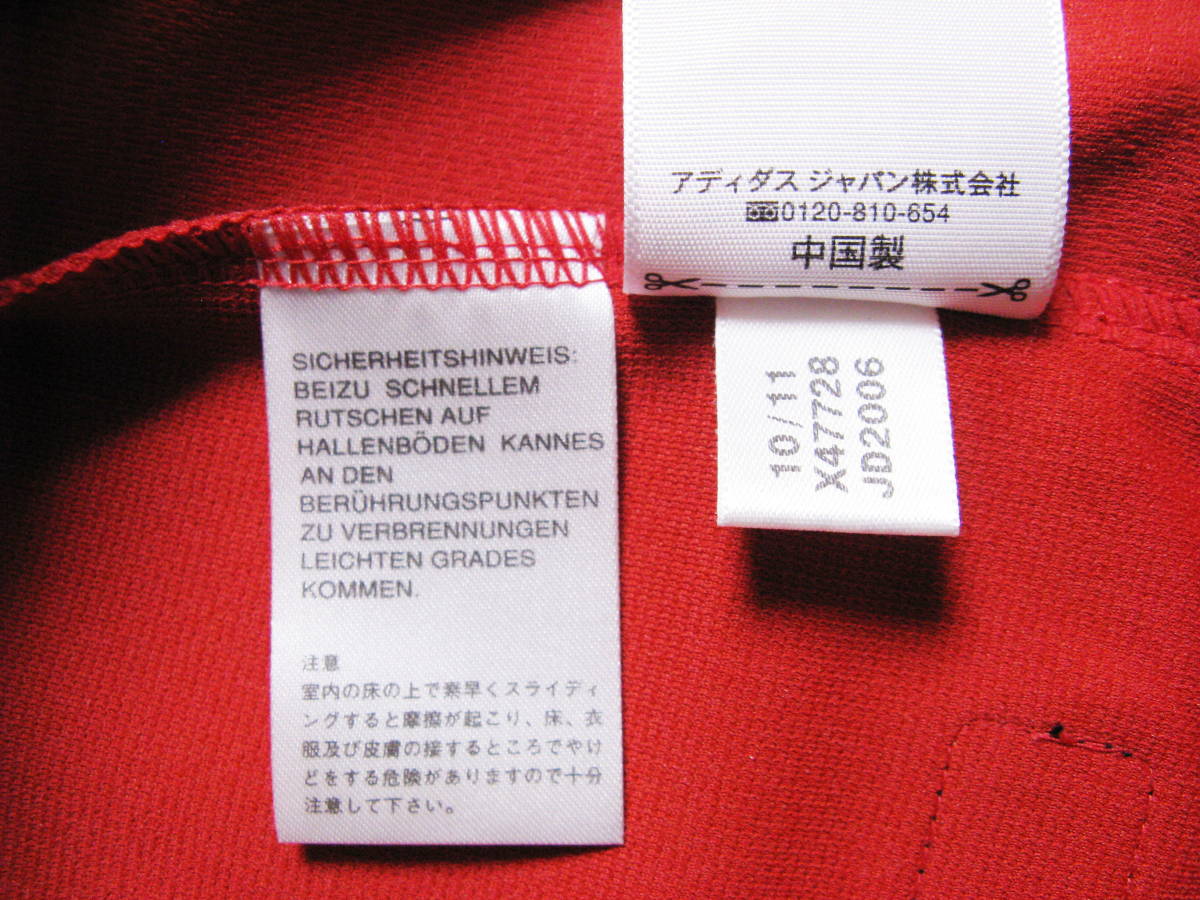 アディダス ジャパン株式会社
0120-810-654
中国製
10/11
X47728
JD2006
SICHERHEITSHINWEIS:
BEIZU SCHNELLEM
RUTSCHEN AUF
HALLENBÖDEN KANNES
AN DEN
BERÜHRUNGSPUNKTEN
ZU VERBRENNUNGEN
LEICHTEN GRADES
KOMMEN.
注意
室内の床の上で素早くスライディ
ングすると摩擦が起こり、床、衣
服及び皮膚の接するところでやけ
どをする危険がありますので十分
注意して下さい。